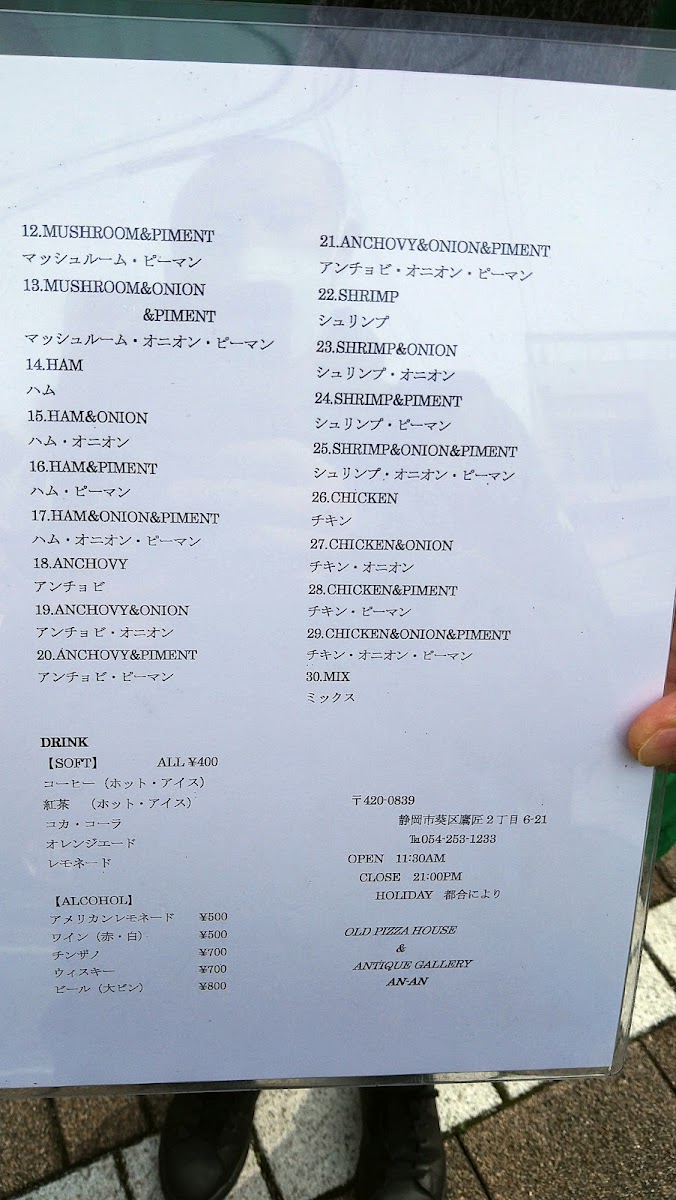 12.MUSHROOM&PIMENT
マッシュルーム・ピーマン
13.MUSHROOM&ONION
&PIMENT
マッシュルーム・オニオン・ピーマン
14.HAM
ハム
15.HAM&ONION
ハム・オニオン
16.HAM&PIMENT
ハム・ピーマン
17.HAM&ONION&PIMENT
ハム・オニオン・ピーマン
18.ANCHOVY
アンチョビ
19.ANCHOVY&ONION
アンチョビ・オニオン
20.ANCHOVY&PIMENT
アンチョビ・ピーマン
21.ANCHOVY&ONION&PIMENT
アンチョビ・オニオン・ピーマン
22.SHRIMP
シュリンプ
23.SHRIMP&ONION
シュリンプ・オニオン
24.SHRIMP&PIMENT
シュリンプ・ピーマン
25.SHRIMP&ONION&PIMENT
シュリンプ・オニオン・ピーマン
26.CHICKEN
チキン
27.CHICKEN&ONION
チキン・オニオン
28.CHICKEN&PIMENT
チキン・ピーマン
29.CHICKEN&ONION&PIMENT
チキン・オニオン・ピーマン
30.MIX
ミックス
DRINK
【SOFT】 ALL ¥400
コーヒー（ホット・アイス）
紅茶 （ホット・アイス）
コカ・コーラ
オレンジエード
レモネード
【ALCOHOL】
アメリカンレモネード ¥500
ワイン（赤・白） ¥500
チンザノ ¥700
ウィスキー ¥700
ビール（大ビン） ¥800
〒420-0839
静岡市葵区鷹匠２丁目 6-21
℡054-253-1233
OPEN 11:30AM
CLOSE 21:00PM
HOLIDAY 都合により
OLD PIZZA HOUSE
&
ANTIQUE GALLERY
AN-AN